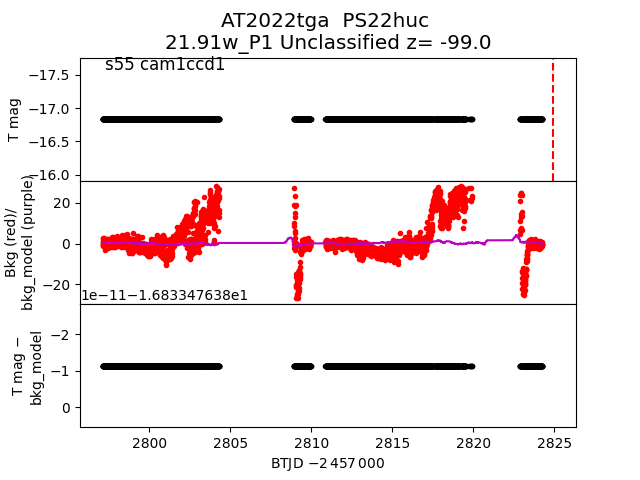 AT2022tga  PS22huc
21.91w_P1 Unclassified z= -99.0
s55 cam1ccd1
−17.5
−17.0
−16.5
−16.0
T mag
20
0
−20
Bkg (red)/
bkg_model (purple)
1e−11−1.683347638e1
−2
−1
0
T mag −
bkg_model
2800
2805
2810
2815
2820
2825
BTJD −2 457 000